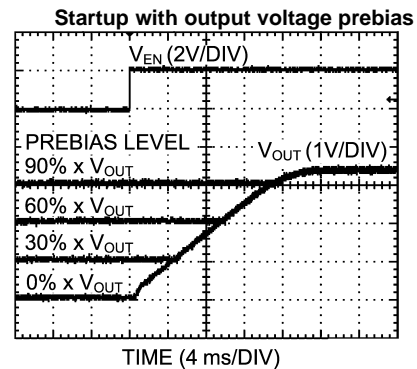 Startup with output voltage prebias
V_EN (2V/DIV)
PREBIAS LEVEL
90% x V_OUT
V_OUT (1V/DIV)
60% x V_OUT
30% x V_OUT
0% x V_OUT
TIME (4 ms/DIV)